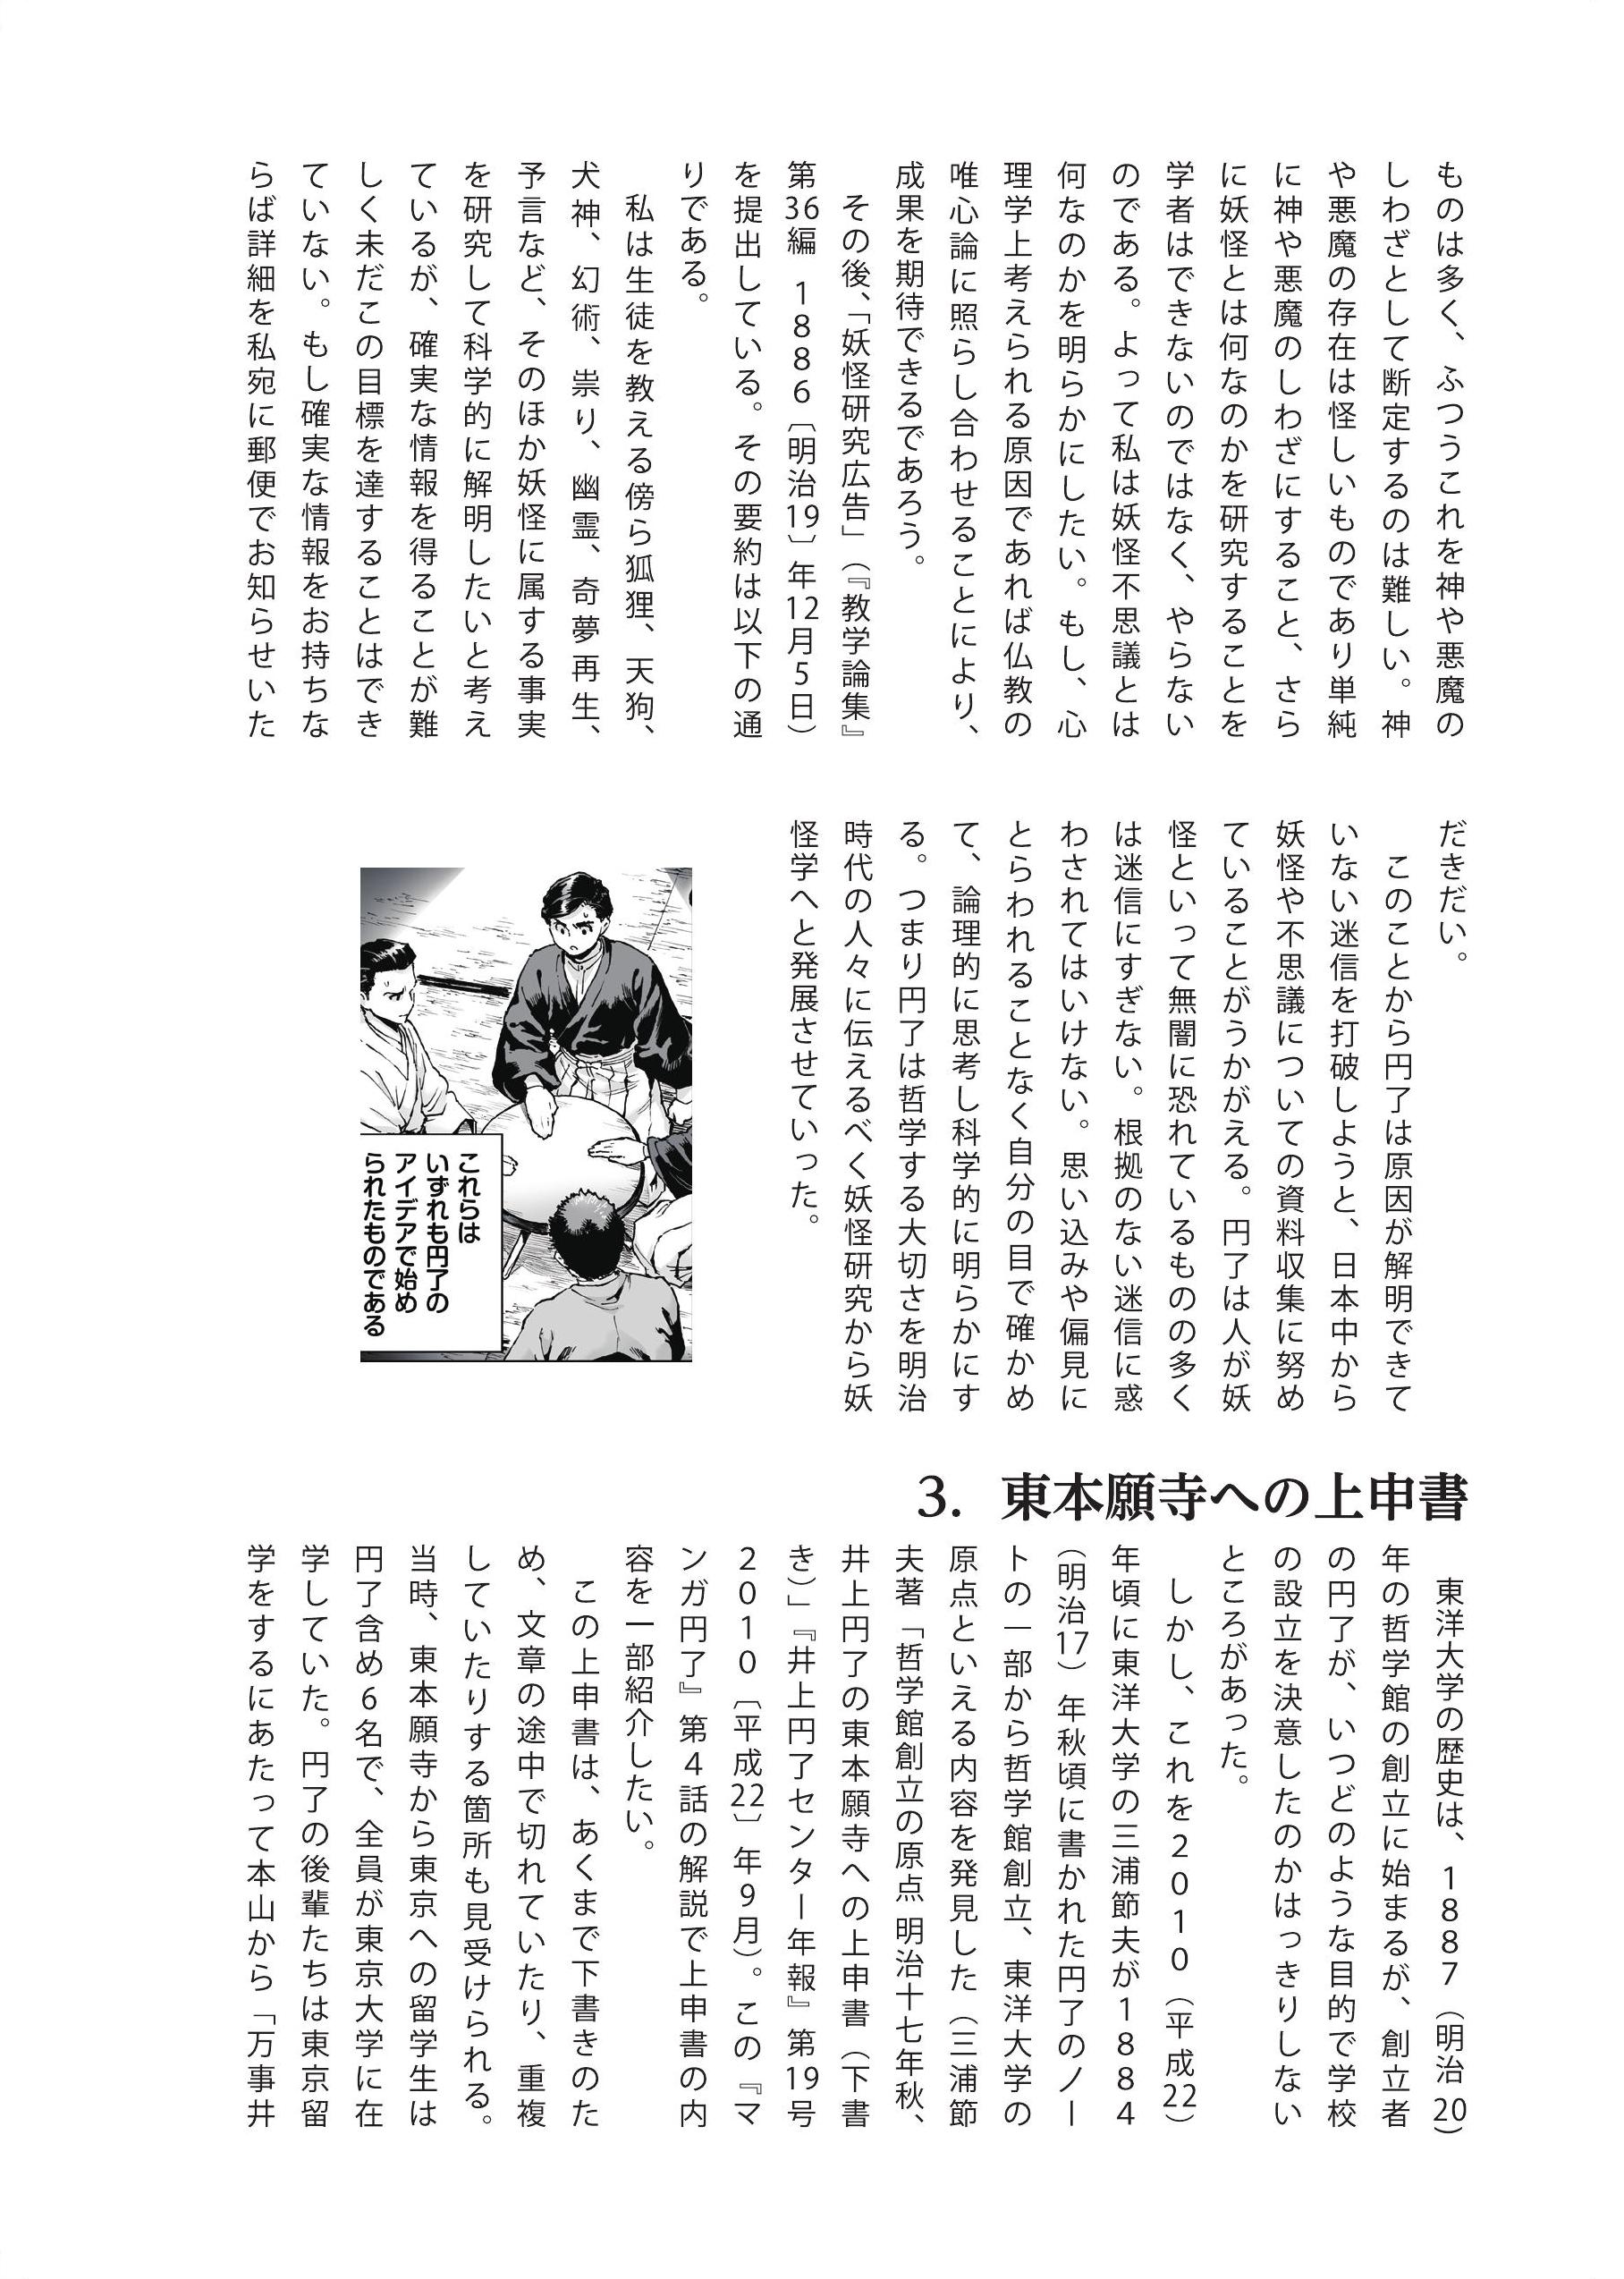 ものは多く、ふつうこれを神や悪魔の
しわざとして断定するのは難しい。神
や悪魔の存在は怪しいものであり単純
に神や悪魔のしわざにすること、さら
に妖怪とは何なのかを研究することを
学者はできないのではなく、やらない
のである。よって私は妖怪不思議とは
何なのかを明らかにしたい。もし、心
理学上考えられる原因であれば仏教の
唯心論に照らし合わせることにより、
成果を期待できるであろう。
その後、「妖怪研究広告」（『教学論集』
第36編　1886〔明治19〕年12月5日）
を提出している。その要約は以下の通
りである。
私は生徒を教える傍ら狐狸、天狗、
犬神、幻術、祟り、幽霊、奇夢再生、
予言など、そのほか妖怪に属する事実
を研究して科学的に解明したいと考え
ているが、確実な情報を得ることが難
しく未だこの目標を達することはでき
ていない。もし確実な情報をお持ちな
らば詳細を私宛に郵便でお知らせいた
だきだい。
このことから円了は原因が解明できて
いない迷信を打破しようと、日本中から
妖怪や不思議についての資料収集に努め
ていることがうかがえる。円了は人が妖
怪といって無闇に恐れているものの多く
は迷信にすぎない。根拠のない迷信に惑
わされてはいけない。思い込みや偏見に
とらわれることなく自分の目で確かめ
て、論理的に思考し科学的に明らかにす
る。つまり円了は哲学する大切さを明治
時代の人々に伝えるべく妖怪研究から妖
怪学へと発展させていった。
これらは
いずれも円了の
アイデアで始め
られたものである
3．東本願寺への上申書
東洋大学の歴史は、1887（明治20）
年の哲学館の創立に始まるが、創立者
の円了が、いつどのような目的で学校
の設立を決意したのかはっきりしない
ところがあった。
しかし、これを2010（平成22）
年頃に東洋大学の三浦節夫が1884
（明治17）年秋頃に書かれた円了のノー
トの一部から哲学館創立、東洋大学の
原点といえる内容を発見した（三浦節
夫著「哲学館創立の原点 明治十七年秋、
井上円了の東本願寺への上申書（下書
き）」『井上円了センター年報』第19号
2010〔平成22〕年9月）。この『マ
ンガ円了』第4話の解説で上申書の内
容を一部紹介したい。
この上申書は、あくまで下書きのた
め、文章の途中で切れていたり、重複
していたりする箇所も見受けられる。
当時、東本願寺から東京への留学生は
円了含め6名で、全員が東京大学に在
学していた。円了の後輩たちは東京留
学をするにあたって本山から「万事井